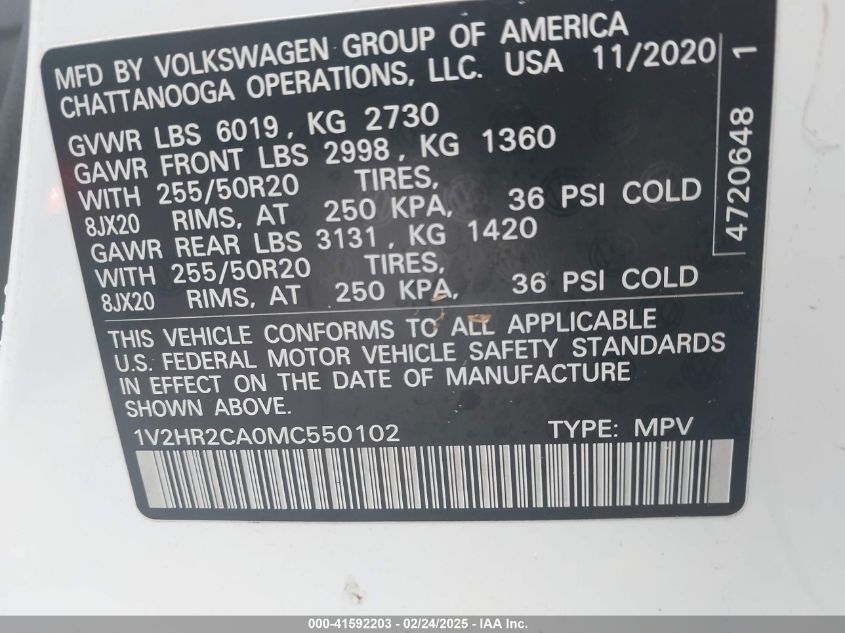 MFD BY VOLKSWAGEN GROUP OF AMERICA
CHATTANOOGA OPERATIONS, LLC. USA 11/2020
GVWR LBS 6019, KG 2730
GAWR FRONT LBS 2998, KG 1360
WITH 255/50R20 TIRES,
8JX20 RIMS, AT 250 KPA, 36 PSI COLD
GAWR REAR LBS 3131, KG 1420
WITH 255/50R20 TIRES,
8JX20 RIMS, AT 250 KPA, 36 PSI COLD
4720648 1
THIS VEHICLE CONFORMS TO ALL APPLICABLE
U.S. FEDERAL MOTOR VEHICLE SAFETY STANDARDS
IN EFFECT ON THE DATE OF MANUFACTURE
SHOWN ABOVE.
1V2HR2CA0MC550102 TYPE: MPV
000-41592203 - 02/24/2025 - IAA Inc.